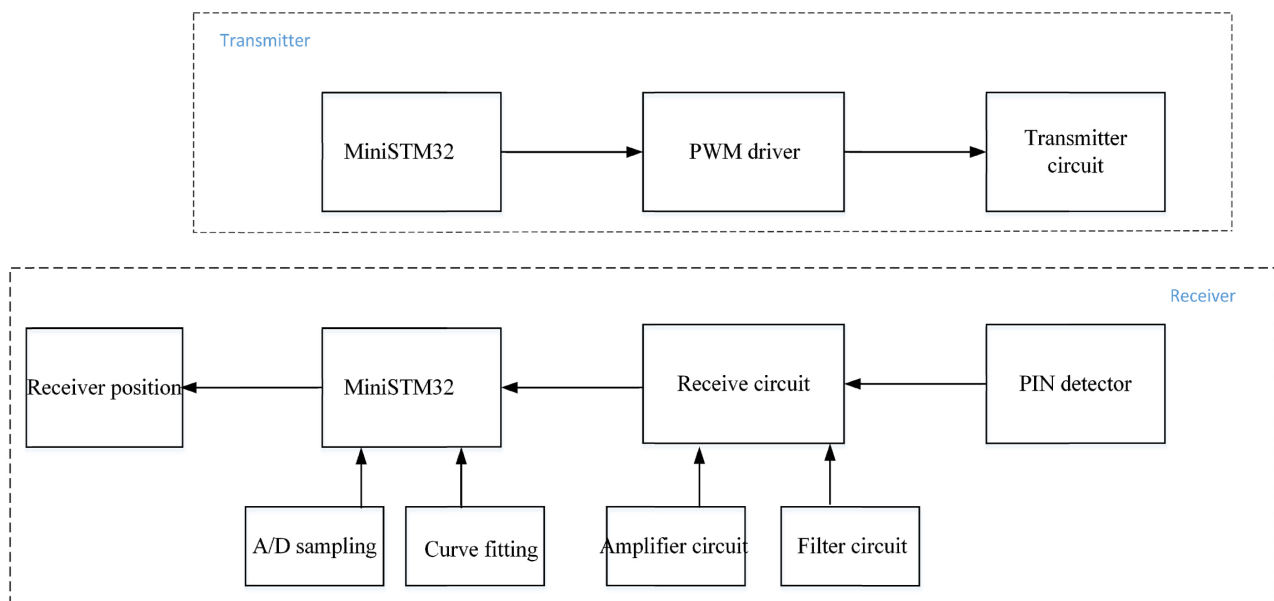 Transmitter
MiniSTM32
PWM driver
Transmitter
circuit
Receiver
Receiver position
MiniSTM32
Receive circuit
PIN detector
A/D sampling
Curve fitting
Amplifier circuit
Filter circuit